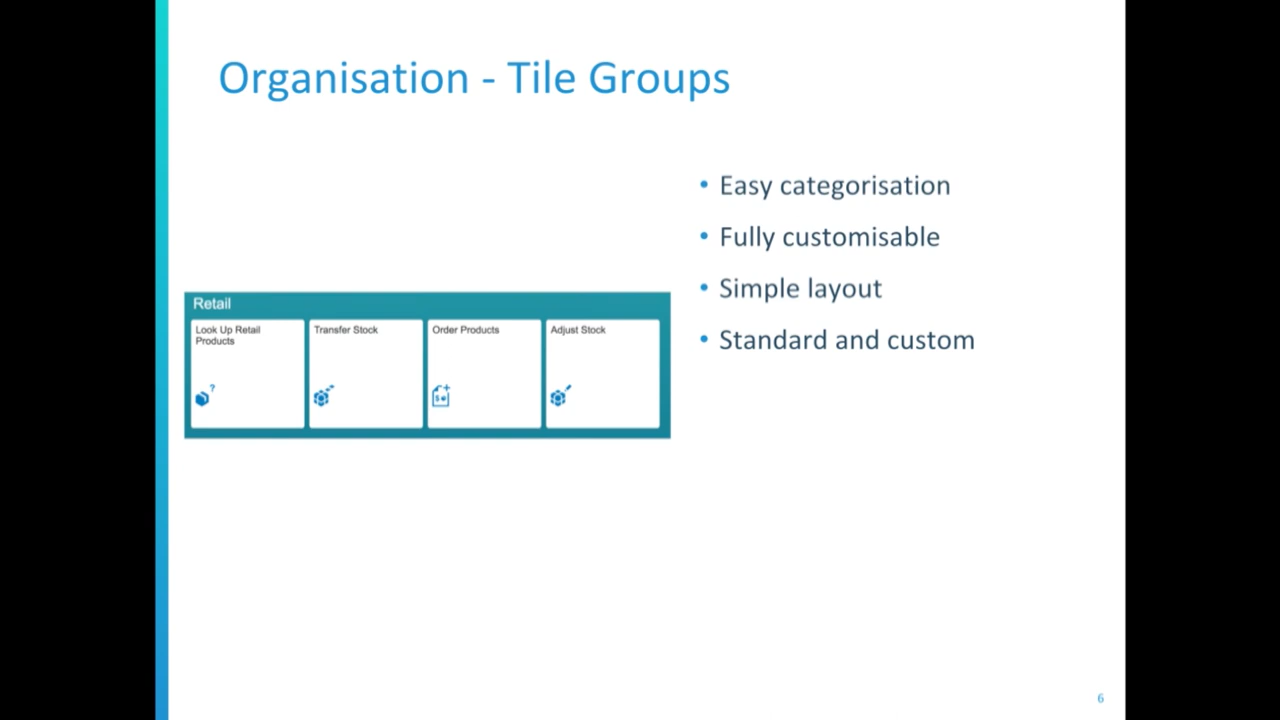 Organisation - Tile Groups
• Easy categorisation
• Fully customisable
• Simple layout
• Standard and custom
Retail
Look Up Retail
Products
Transfer Stock
Order Products
Adjust Stock
6